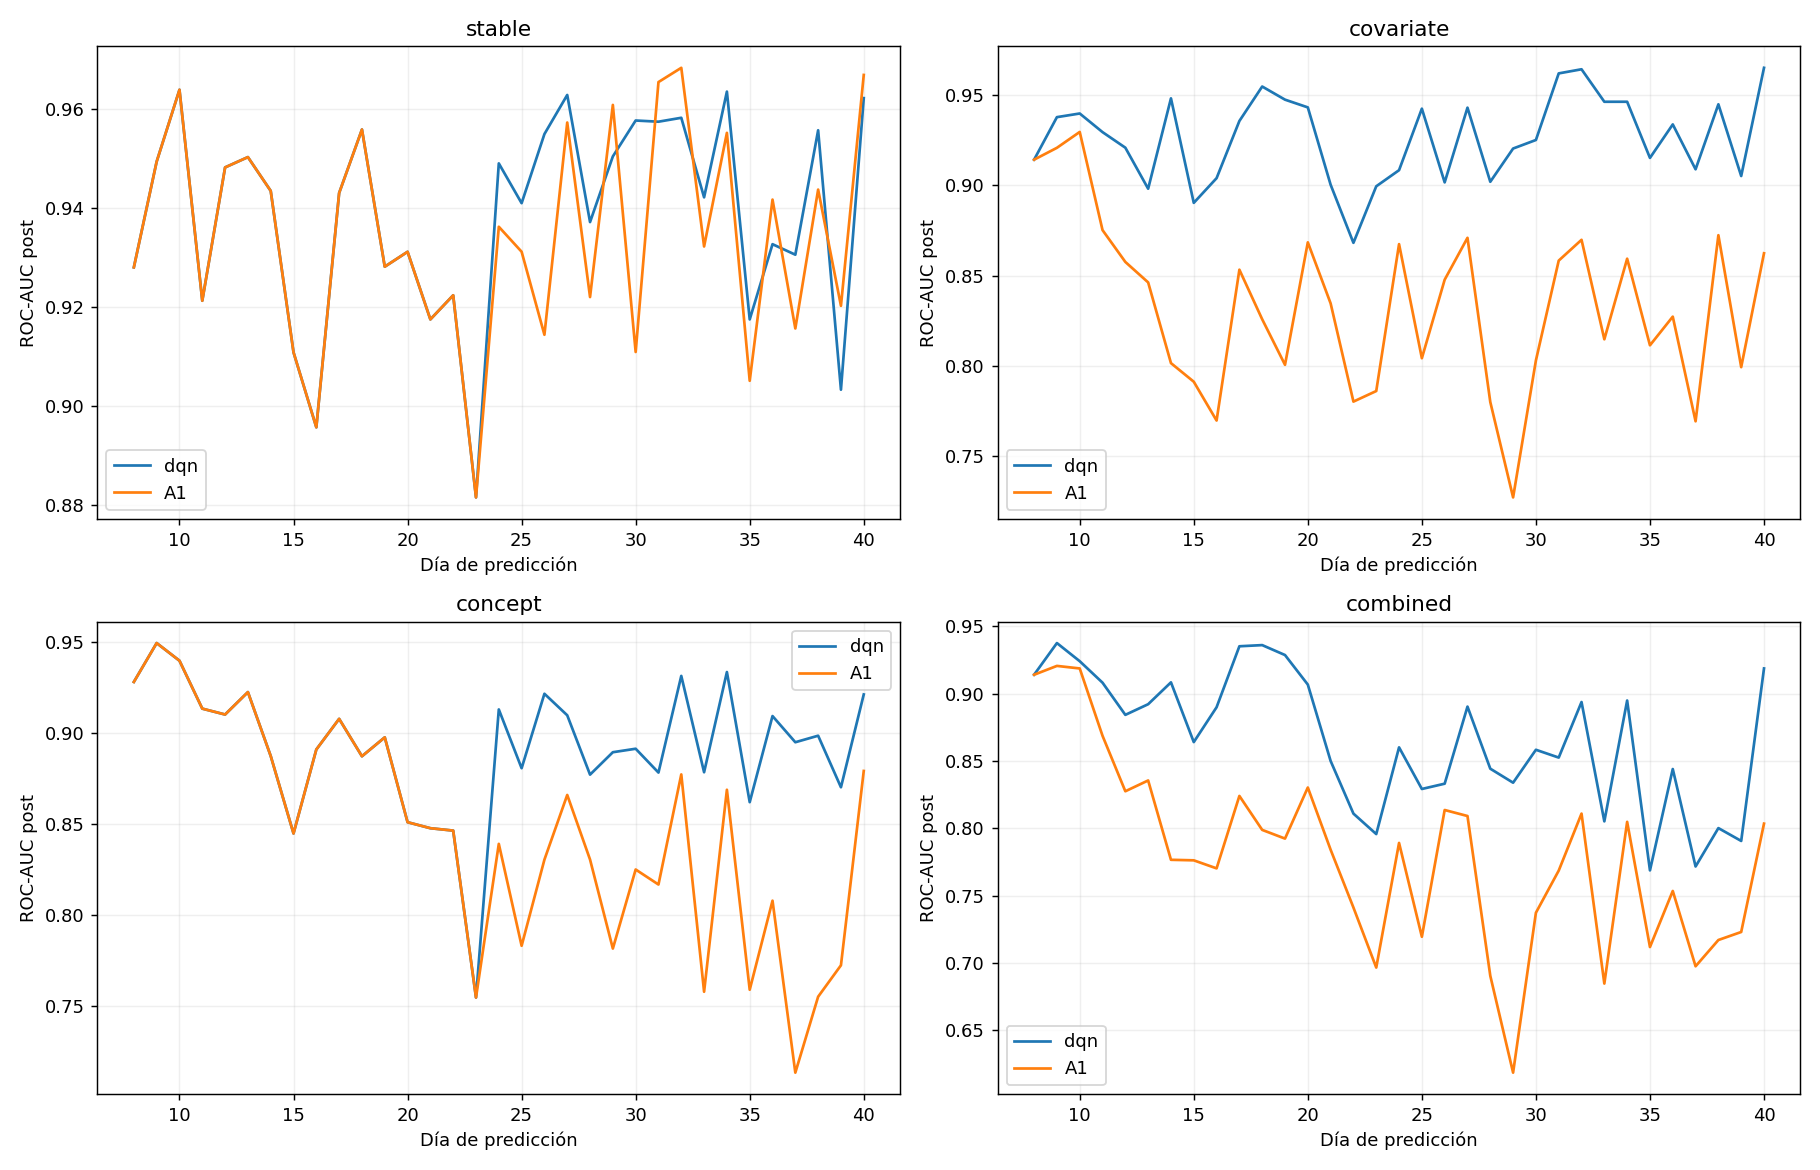 stable
0.96
0.94
0.92
0.90
0.88
ROC-AUC post
dqn
A1
10 15 20 25 30 35 40
Día de predicción
covariate
0.95
0.90
0.85
0.80
0.75
ROC-AUC post
dqn
A1
10 15 20 25 30 35 40
Día de predicción
concept
0.95
0.90
0.85
0.80
0.75
ROC-AUC post
dqn
A1
10 15 20 25 30 35 40
Día de predicción
combined
0.95
0.90
0.85
0.80
0.75
0.70
0.65
ROC-AUC post
dqn
A1
10 15 20 25 30 35 40
Día de predicción